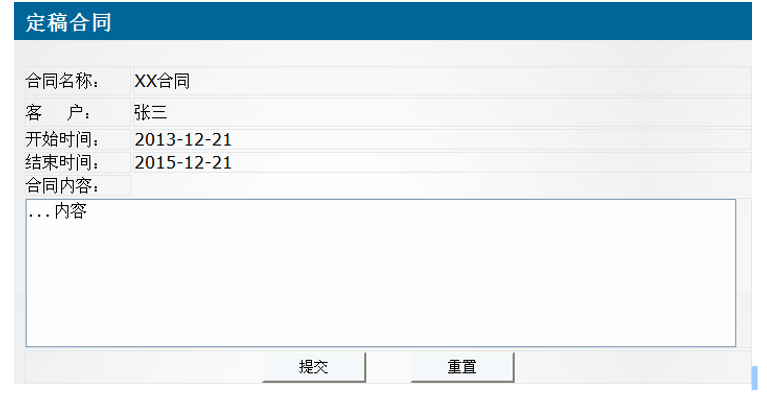 定稿合同
合同名称： XX合同
客 户： 张三
开始时间： 2013-12-21
结束时间： 2015-12-21
合同内容：
...内容
提交 重置